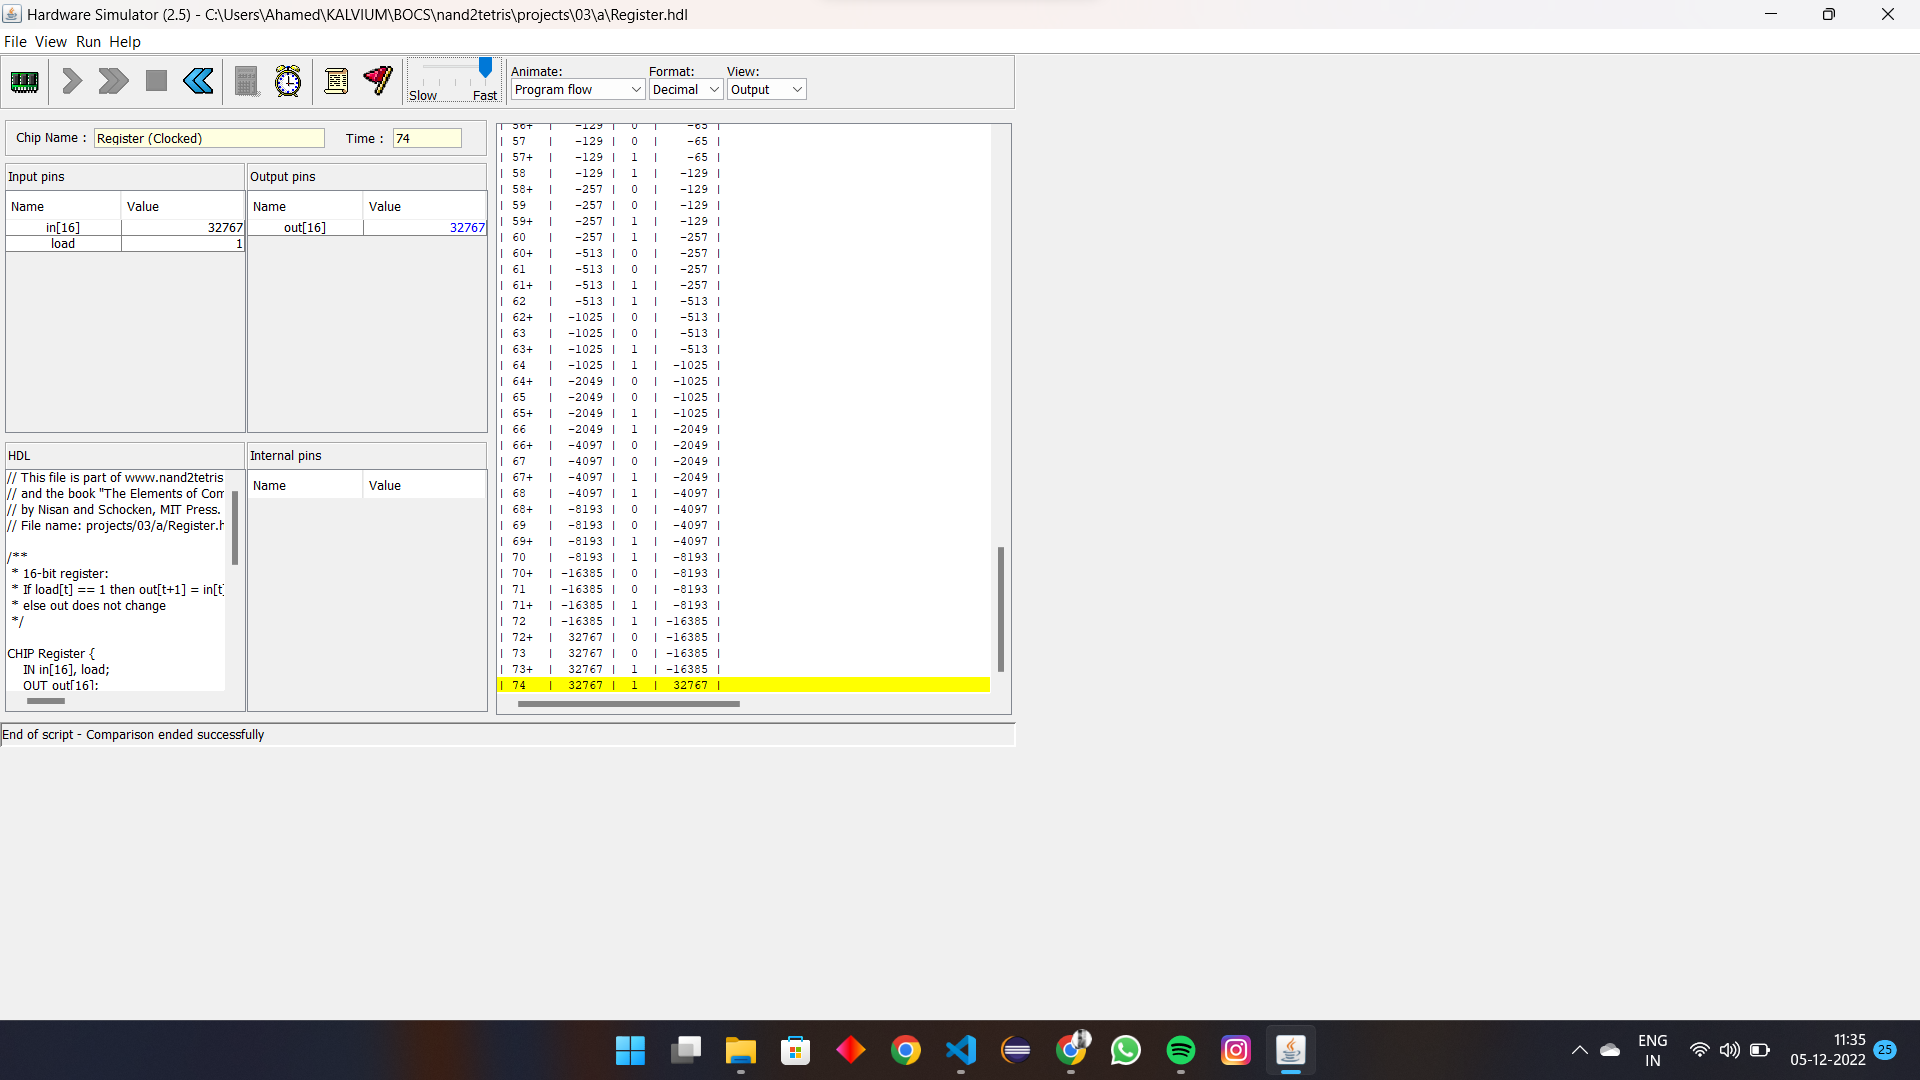 Hardware Simulator (2.5) - C:\Users\Ahamed\KALVIUM\BOCS\nand2tetris\projects\03\a\Register.hdl
File View Run Help
Slow Fast
Animate: Format: View:
Program flow Decimal Output
Chip Name : Register (Clocked) Time : 74
Input pins
Name Value
in[16] 32767
load 1
Output pins
Name Value
out[16] 32767
HDL
// This file is part of www.nand2tetris
// and the book "The Elements of Com
// by Nisan and Schocken, MIT Press.
// File name: projects/03/a/Register.h
/**
* 16-bit register:
* If load[t] == 1 then out[t+1] = in[t]
* else out does not change
*/
CHIP Register {
IN in[16], load;
OUT out[16];
Internal pins
Name Value
| 56+ | -129 | 0 | -65 |
| 57 | -129 | 0 | -65 |
| 57+ | -129 | 1 | -65 |
| 58 | -129 | 1 | -129 |
| 58+ | -257 | 0 | -129 |
| 59 | -257 | 0 | -129 |
| 59+ | -257 | 1 | -129 |
| 60 | -257 | 1 | -257 |
| 60+ | -513 | 0 | -257 |
| 61 | -513 | 0 | -257 |
| 61+ | -513 | 1 | -257 |
| 62 | -513 | 1 | -513 |
| 62+ | -1025 | 0 | -513 |
| 63 | -1025 | 0 | -513 |
| 63+ | -1025 | 1 | -513 |
| 64 | -1025 | 1 | -1025 |
| 64+ | -2049 | 0 | -1025 |
| 65 | -2049 | 0 | -1025 |
| 65+ | -2049 | 1 | -1025 |
| 66 | -2049 | 1 | -2049 |
| 66+ | -4097 | 0 | -2049 |
| 67 | -4097 | 0 | -2049 |
| 67+ | -4097 | 1 | -2049 |
| 68 | -4097 | 1 | -4097 |
| 68+ | -8193 | 0 | -4097 |
| 69 | -8193 | 0 | -4097 |
| 69+ | -8193 | 1 | -4097 |
| 70 | -8193 | 1 | -8193 |
| 70+ | -16385 | 0 | -8193 |
| 71 | -16385 | 0 | -8193 |
| 71+ | -16385 | 1 | -8193 |
| 72 | -16385 | 1 | -16385 |
| 72+ | 32767 | 0 | -16385 |
| 73 | 32767 | 0 | -16385 |
| 73+ | 32767 | 1 | -16385 |
| 74 | 32767 | 1 | 32767 |
End of script - Comparison ended successfully
ENG
IN
11:35
05-12-2022
25